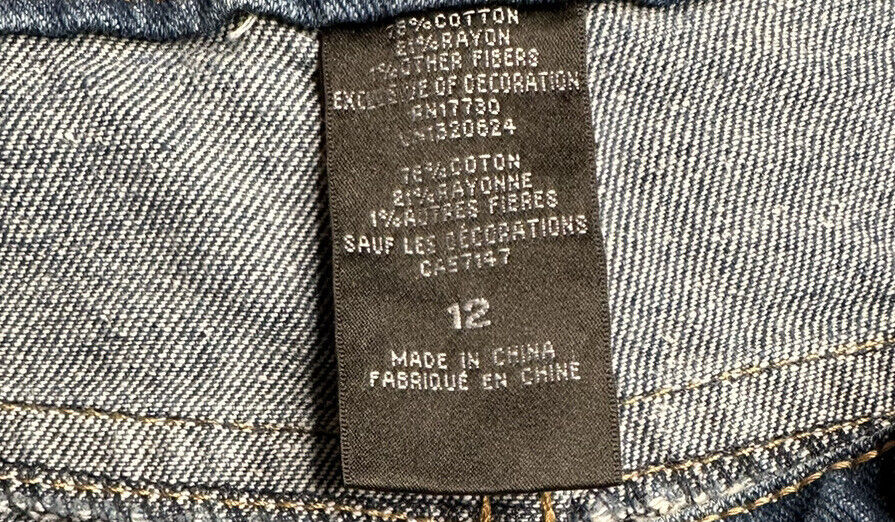 78%COTTON
21%RAYON
1%OTHER FIBERS
EXCLUSIVE OF DECORATION
RN17730
1320624
78%COTON
21%RAYONNE
1%AUTRES FIBRES
SAUF LES DÉCORATIONS
CA57147
12
MADE IN CHINA
FABRIQUÉ EN CHINE